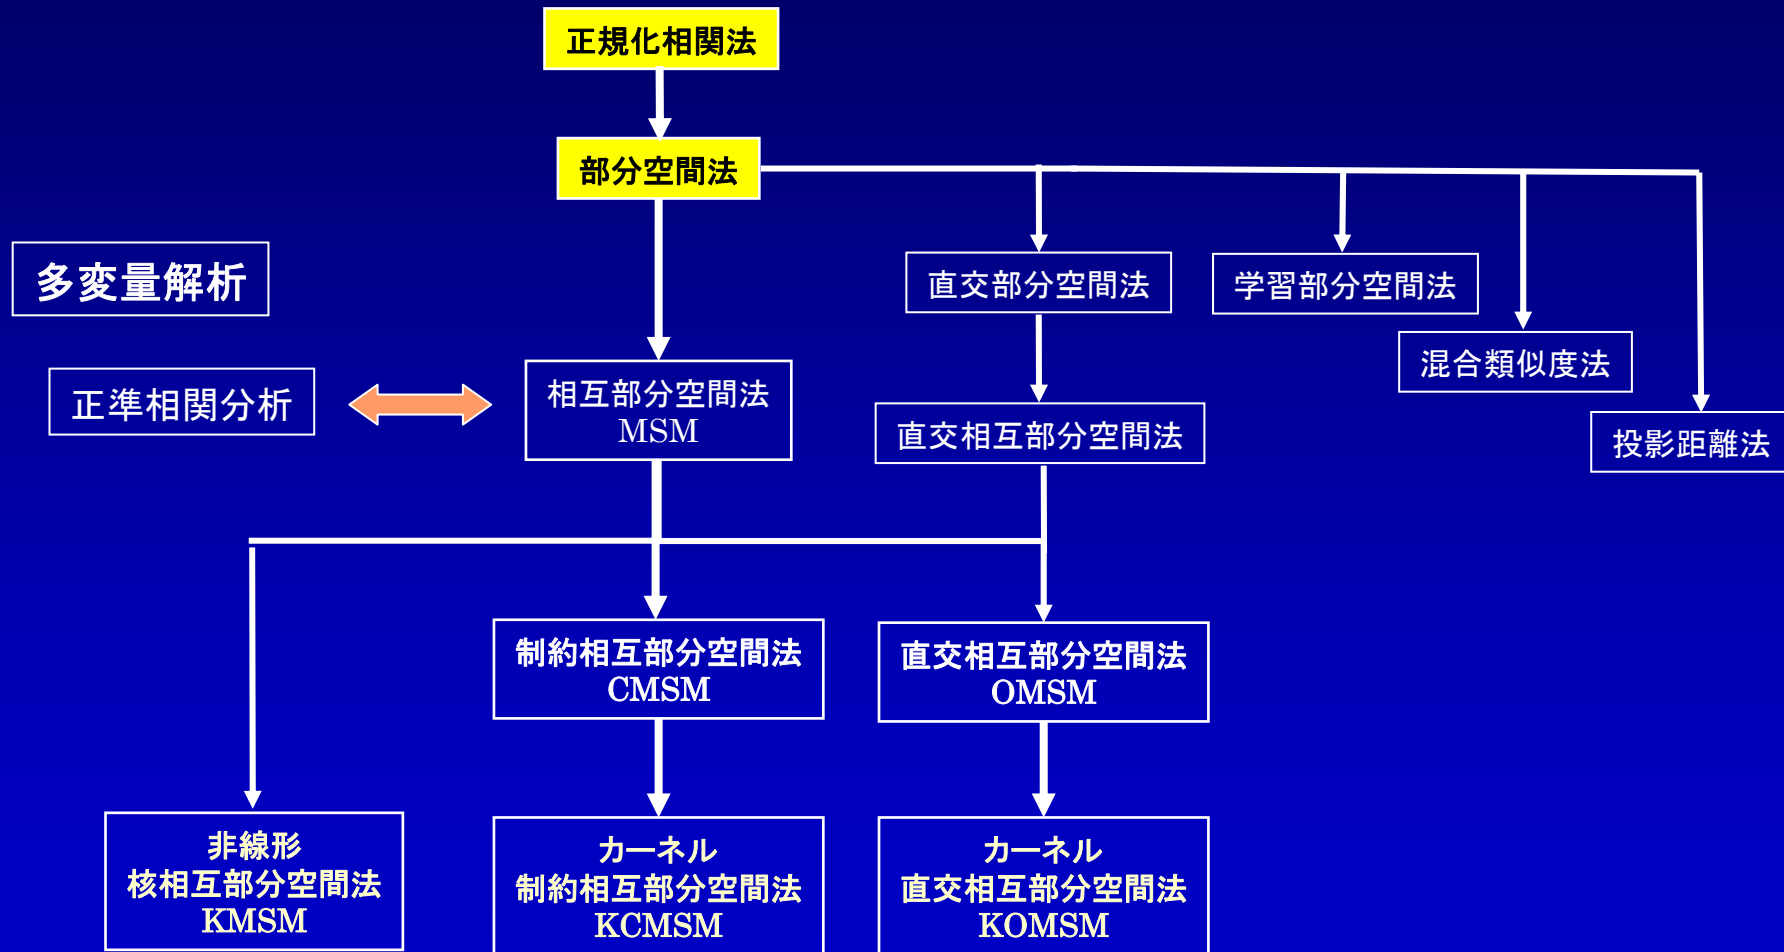 正規化相関法
部分空間法
多変量解析
直交部分空間法
学習部分空間法
混合類似度法
正準相関分析
相互部分空間法
MSM
直交相互部分空間法
投影距離法
制約相互部分空間法
CMSM
直交相互部分空間法
OMSM
非線形
核相互部分空間法
KMSM
カーネル
制約相互部分空間法
KCMSM
カーネル
直交相互部分空間法
KOMSM